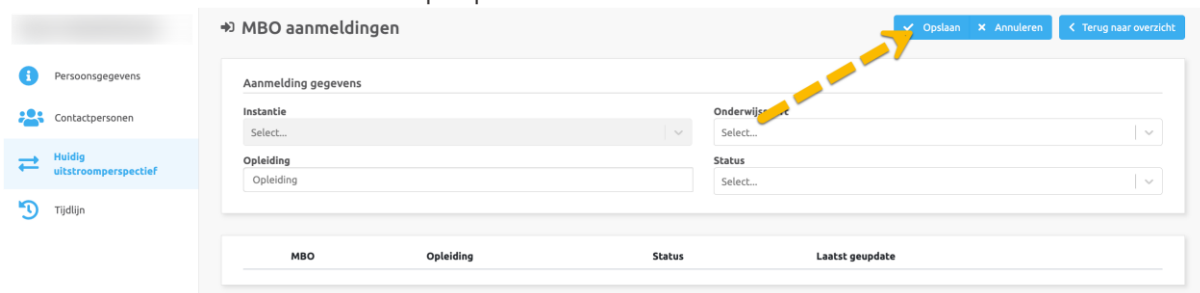 MBO aanmeldingen
Opslaan Annuleren Terug naar overzicht
Persoonsgegevens
Contactpersonen
Huidig
uitstroomperspectief
Tijdlijn
Aanmelding gegevens
Instantie
Select...
Opleiding
Opleiding
Select...
Status
Select...
MBO Opleiding Status Laatst geupdate